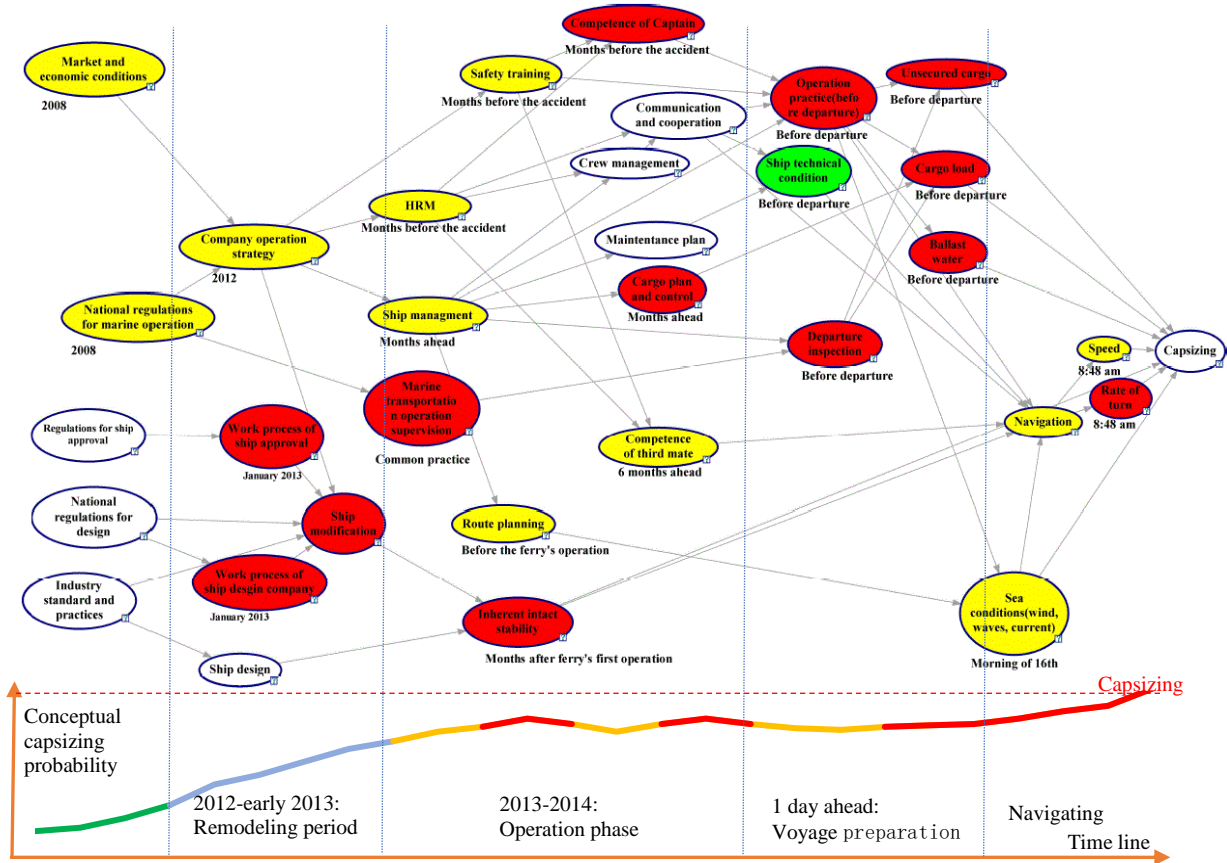 Competence of Captain
Months before the accident
Market and
economic conditions
2008
Safety training
Months before the accident
Communication
and cooperation
Operation
practice(befo
re departure)
Before departure
Unsecured cargo
Before departure
Crew management
Ship technical
condition
Before departure
Cargo load
Before departure
HRM
Months before the accident
Company operation
strategy
2012
Maintentance plan
Ballast
water
Before departure
Cargo plan
and control
Months ahead
National regulations
for marine operation
2008
Ship managment
Months ahead
Departure
inspection
Before departure
Speed
8:48 am
Capsizing
Marine
transportatio
n operation
supervision
Common practice
Rate of
turn
8:48 am
Navigation
Regulations for ship
approval
Work process of
ship approval
January 2013
Competence
of third mate
6 months ahead
National
regulations for
design
Ship
modification
Route planning
Before the ferry's operation
Industry
standard and
practices
Work process of
ship desgin company
January 2013
Inherent intact
stability
Months after ferry's first operation
Sea
conditions(wind,
waves, current)
Morning of 16th
Ship design
Capsizing
Conceptual
capsizing
probability
2012-early 2013:
Remodeling period
2013-2014:
Operation phase
1 day ahead:
Voyage preparation
Navigating
Time line